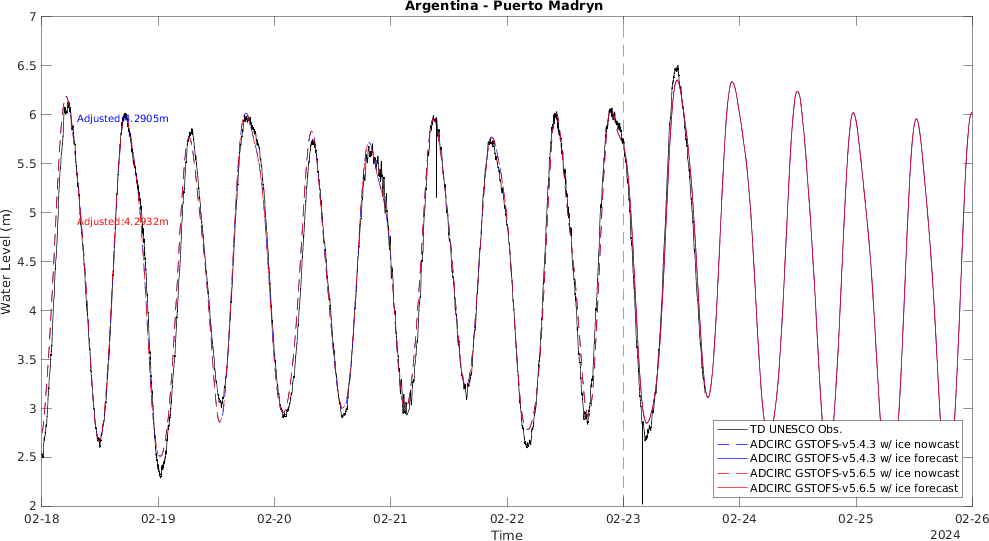 Argentina - Puerto Madryn
7
6.5
6
5.5
5
4.5
4
3.5
3
2.5
2
Water Level (m)
Adjusted:4.2905m
Adjusted:4.2932m
TD UNESCO Obs.
ADCIRC GSTOFS-v5.4.3 w/ ice nowcast
ADCIRC GSTOFS-v5.4.3 w/ ice forecast
ADCIRC GSTOFS-v5.6.5 w/ ice nowcast
ADCIRC GSTOFS-v5.6.5 w/ ice forecast
02-18 02-19 02-20 02-21 02-22 02-23 02-24 02-25 02-26
Time
2024